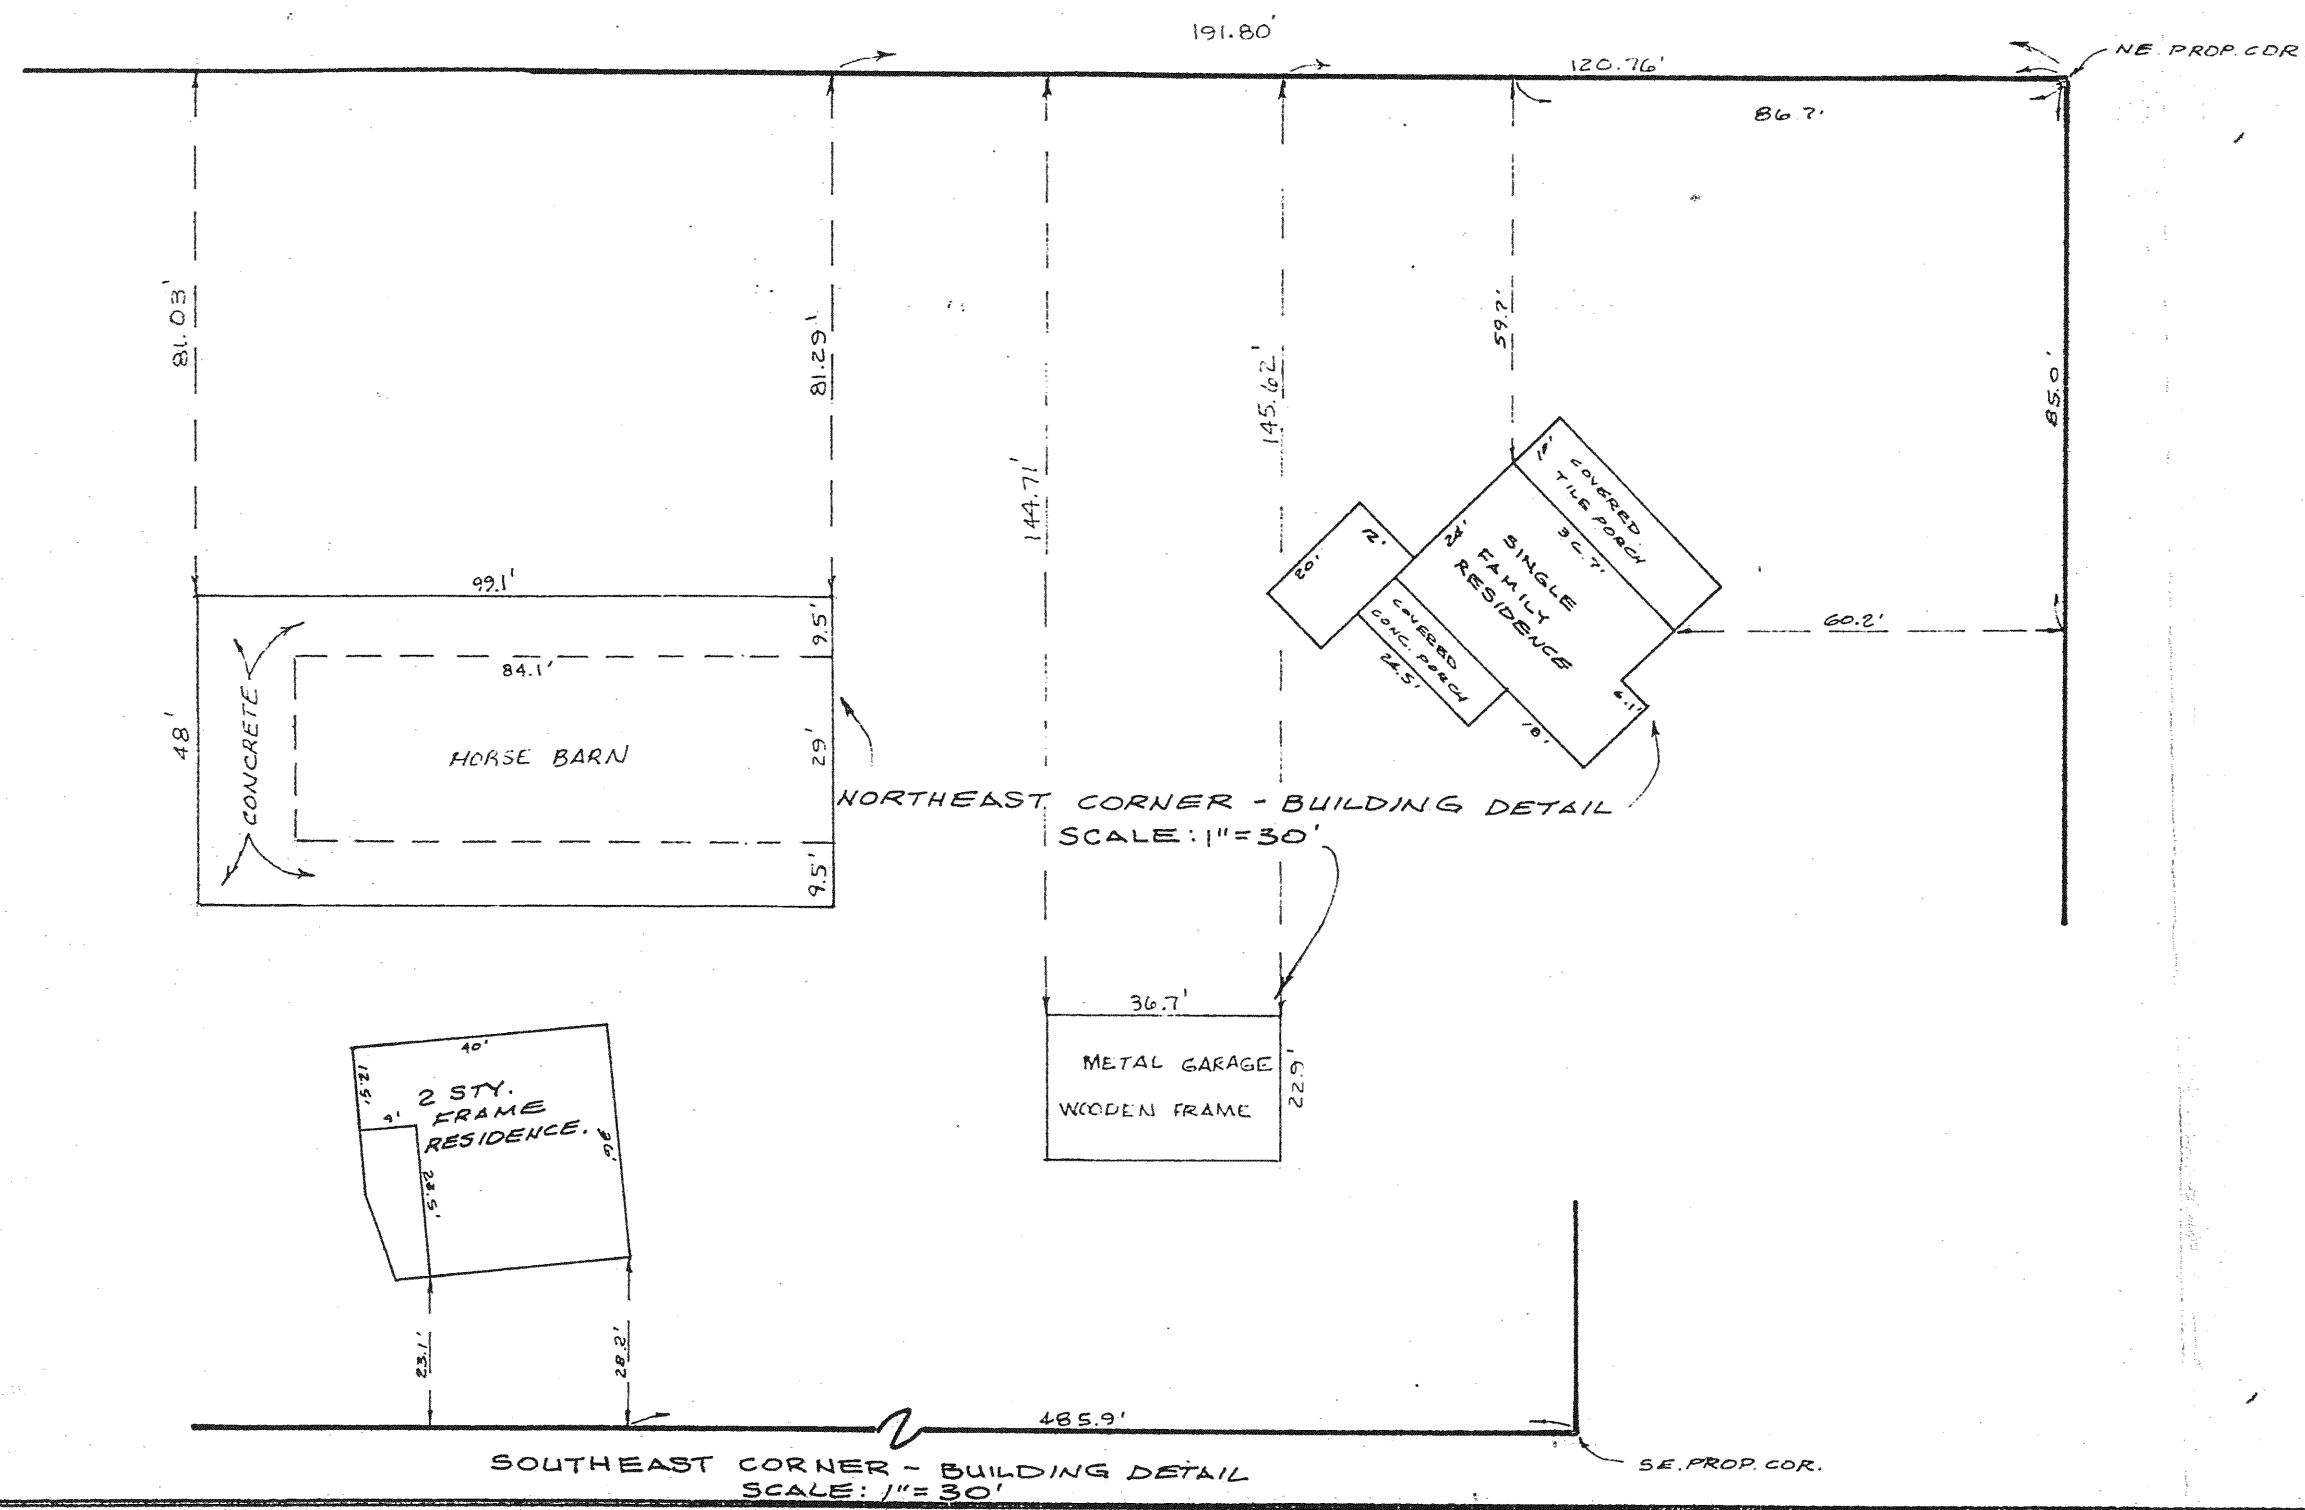 191.80'
NE. PROP. COR
120.76'
86.7'
81.03'
81.29'
144.71'
145.62'
59.7'
85.0'
COVERED
TILE PORCH
SINGLE
FAMILY
RESIDENCE
12'
20'
COVERED
CONC. PORCH
18'
6.1'
60.2'
99.1'
9.5'
84.1'
48'
CONCRETE
HORSE BARN
29'
9.5'
NORTHEAST CORNER - BUILDING DETAIL
SCALE: 1"=30'
36.7'
METAL GARAGE
WOODEN FRAME
22.9'
40'
12.5'
2 STY.
FRAME
RESIDENCE.
36'
23.5'
23.1'
28.2'
485.9'
SE. PROP. COR.
SOUTHEAST CORNER - BUILDING DETAIL
SCALE: 1"=30'